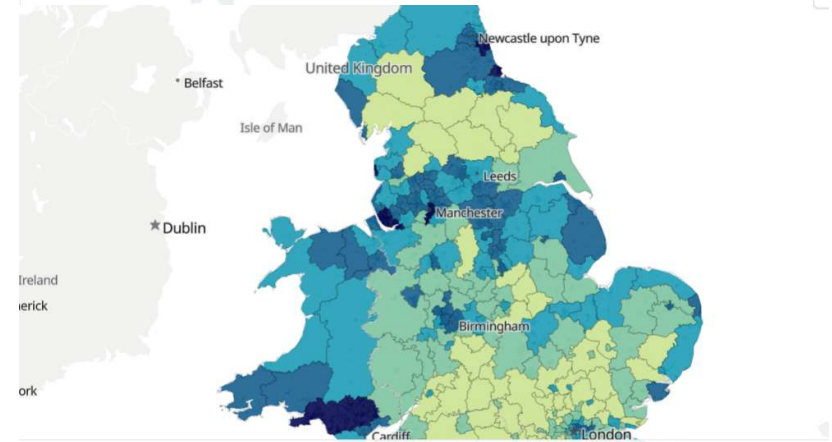 Newcastle upon Tyne
United Kingdom
Belfast
Isle of Man
Leeds
Manchester
Dublin
Ireland
erick
Birmingham
ork
Cardiff
London